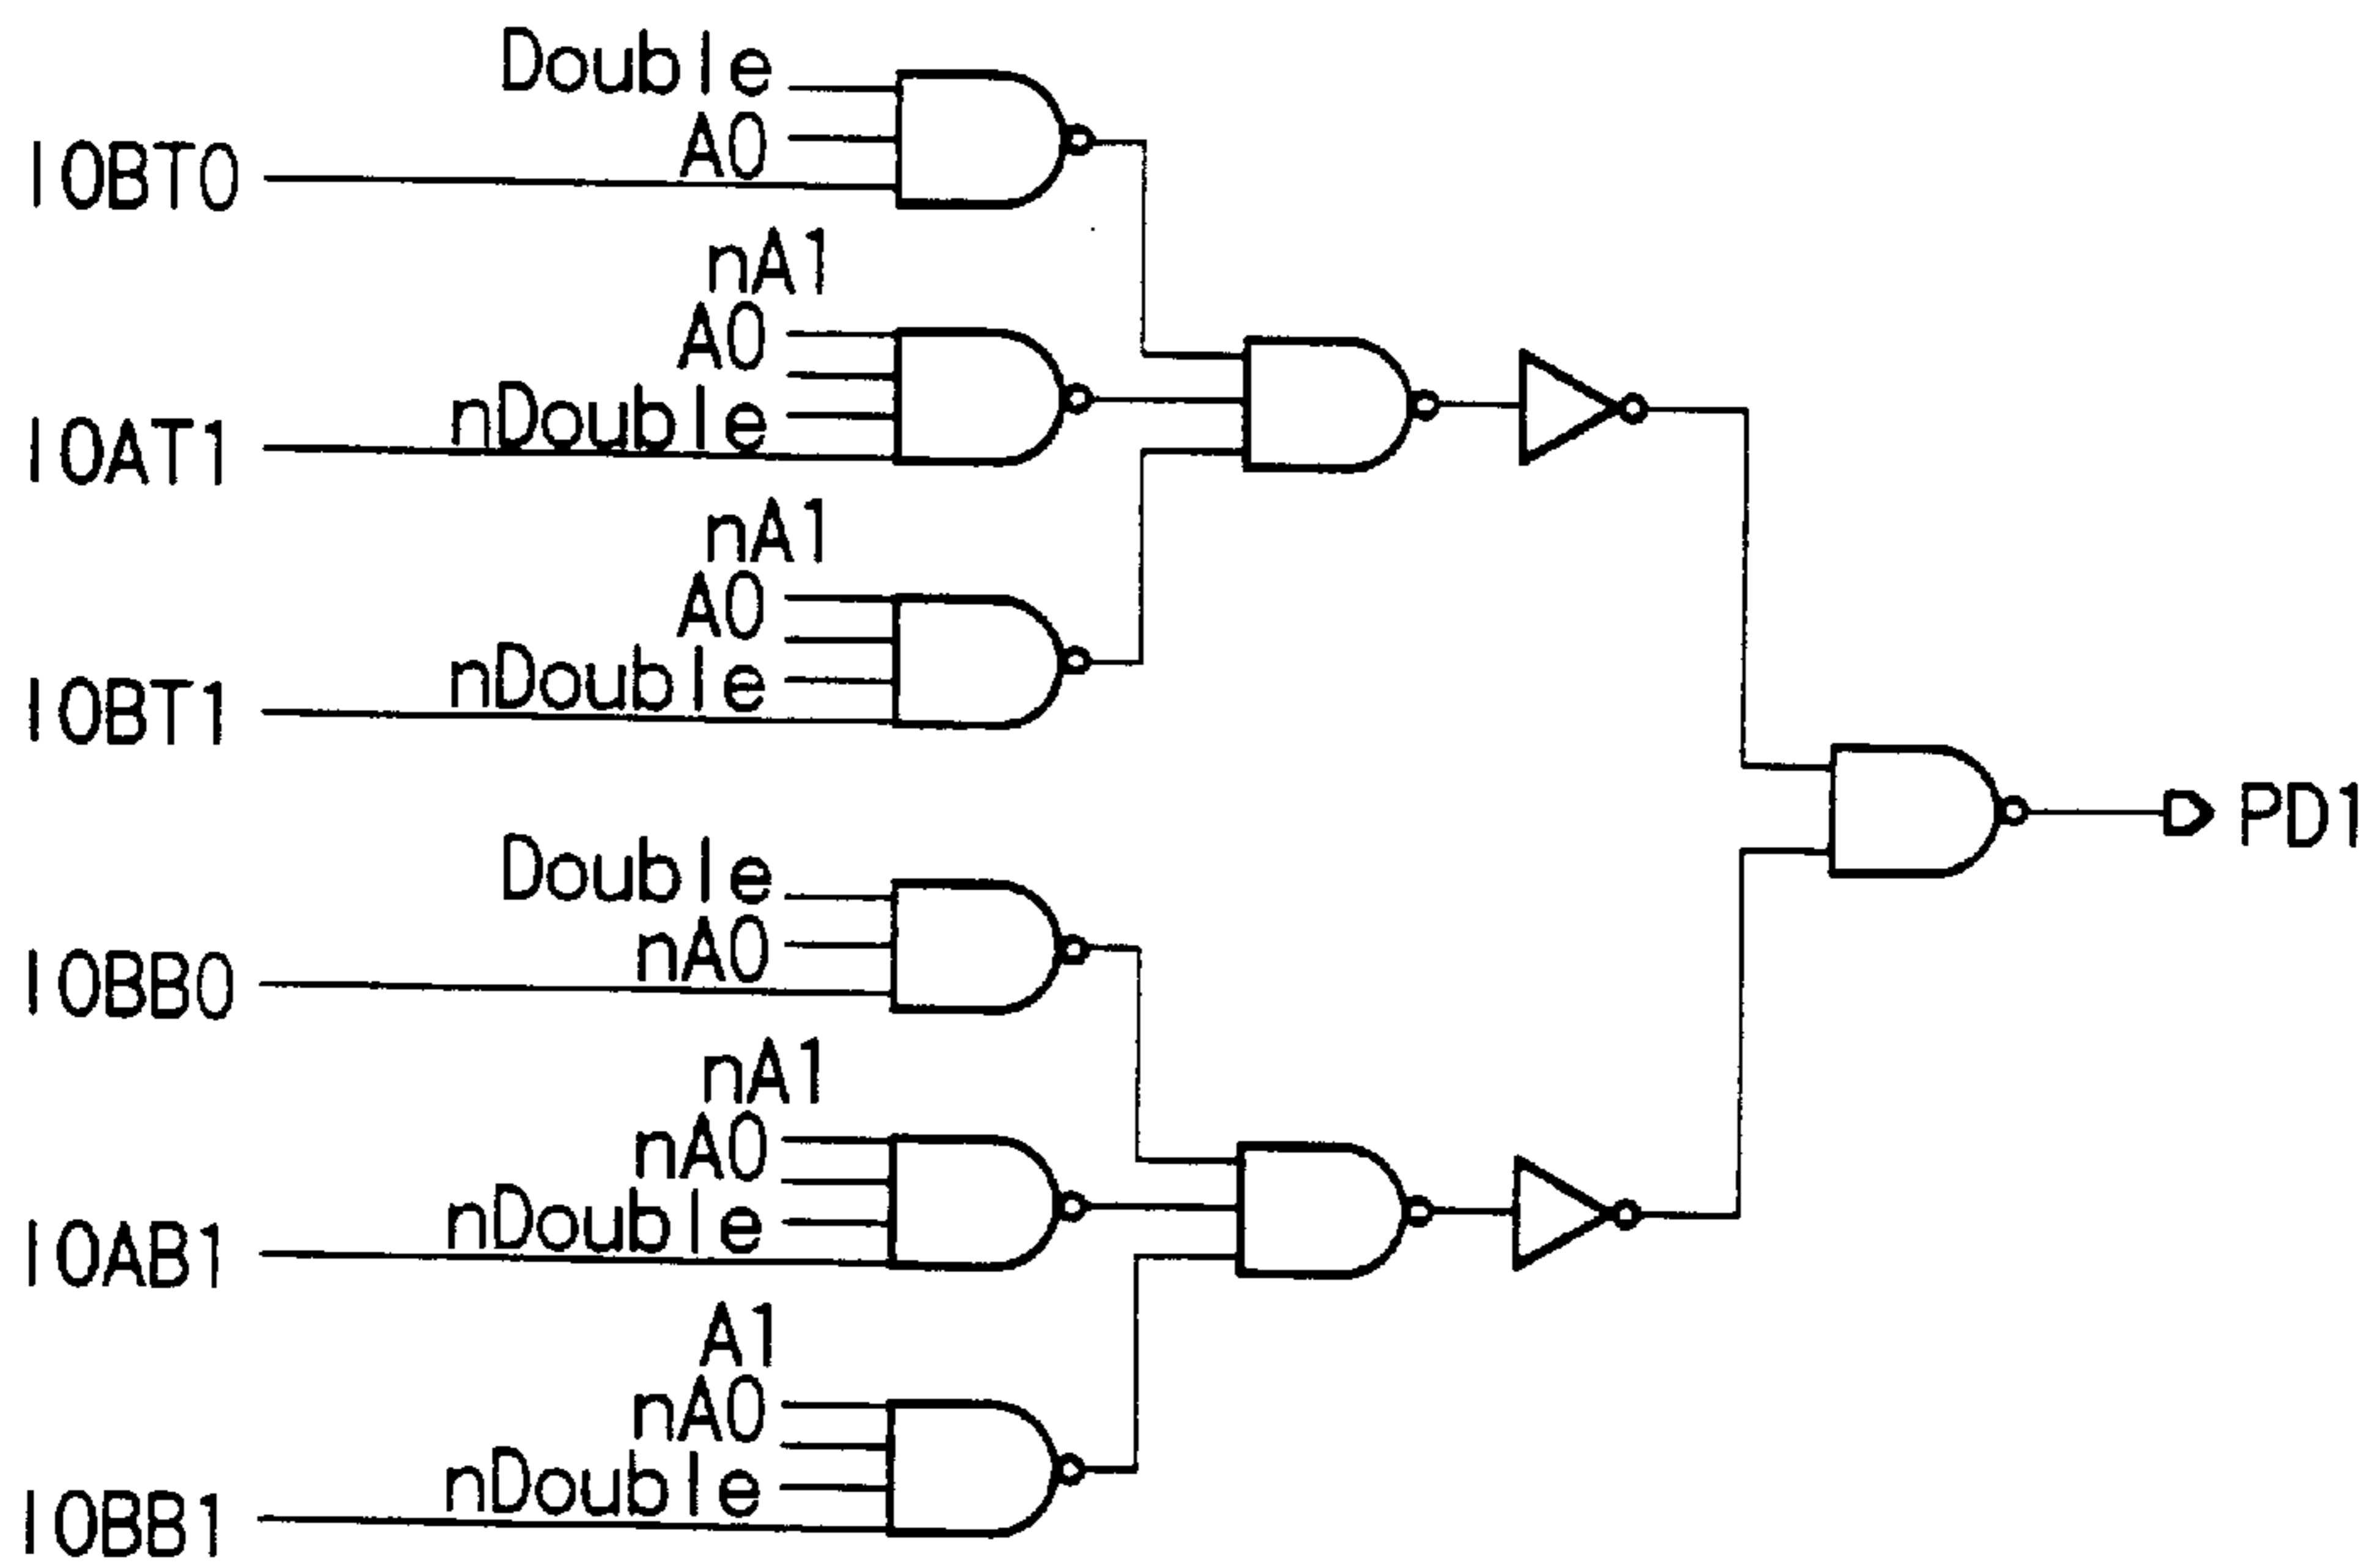 Double
A0
IOBT0
nA1
A0
nDouble
IOAT1
nA1
A0
nDouble
IOBT1
PD1
Double
nA0
IOBB0
nA1
nA0
nDouble
IOAB1
A1
nA0
nDouble
IOBB1